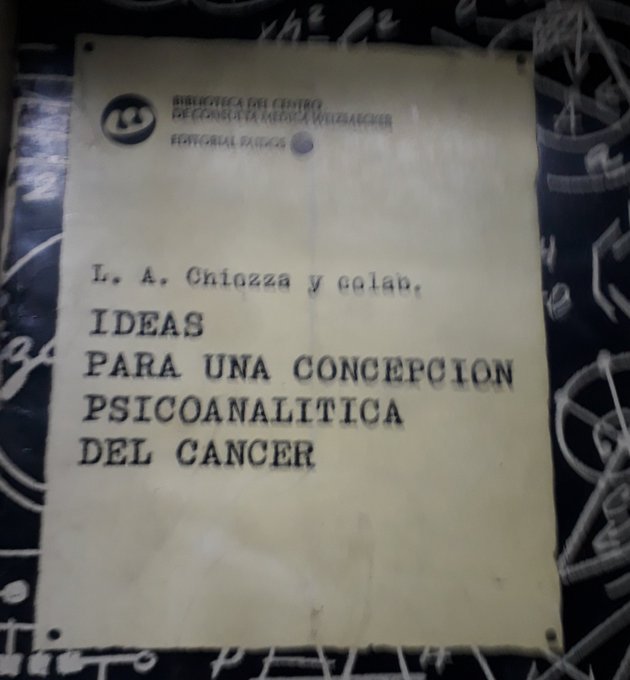 BIBLIOTECA DEL CENTRO
DE CONSULTA MEDICA WEIZSAECKER
EDITORIAL PAIDOS
L. A. Chiozza y colab.
IDEAS
PARA UNA CONCEPCION
PSICOANALITICA
DEL CANCER